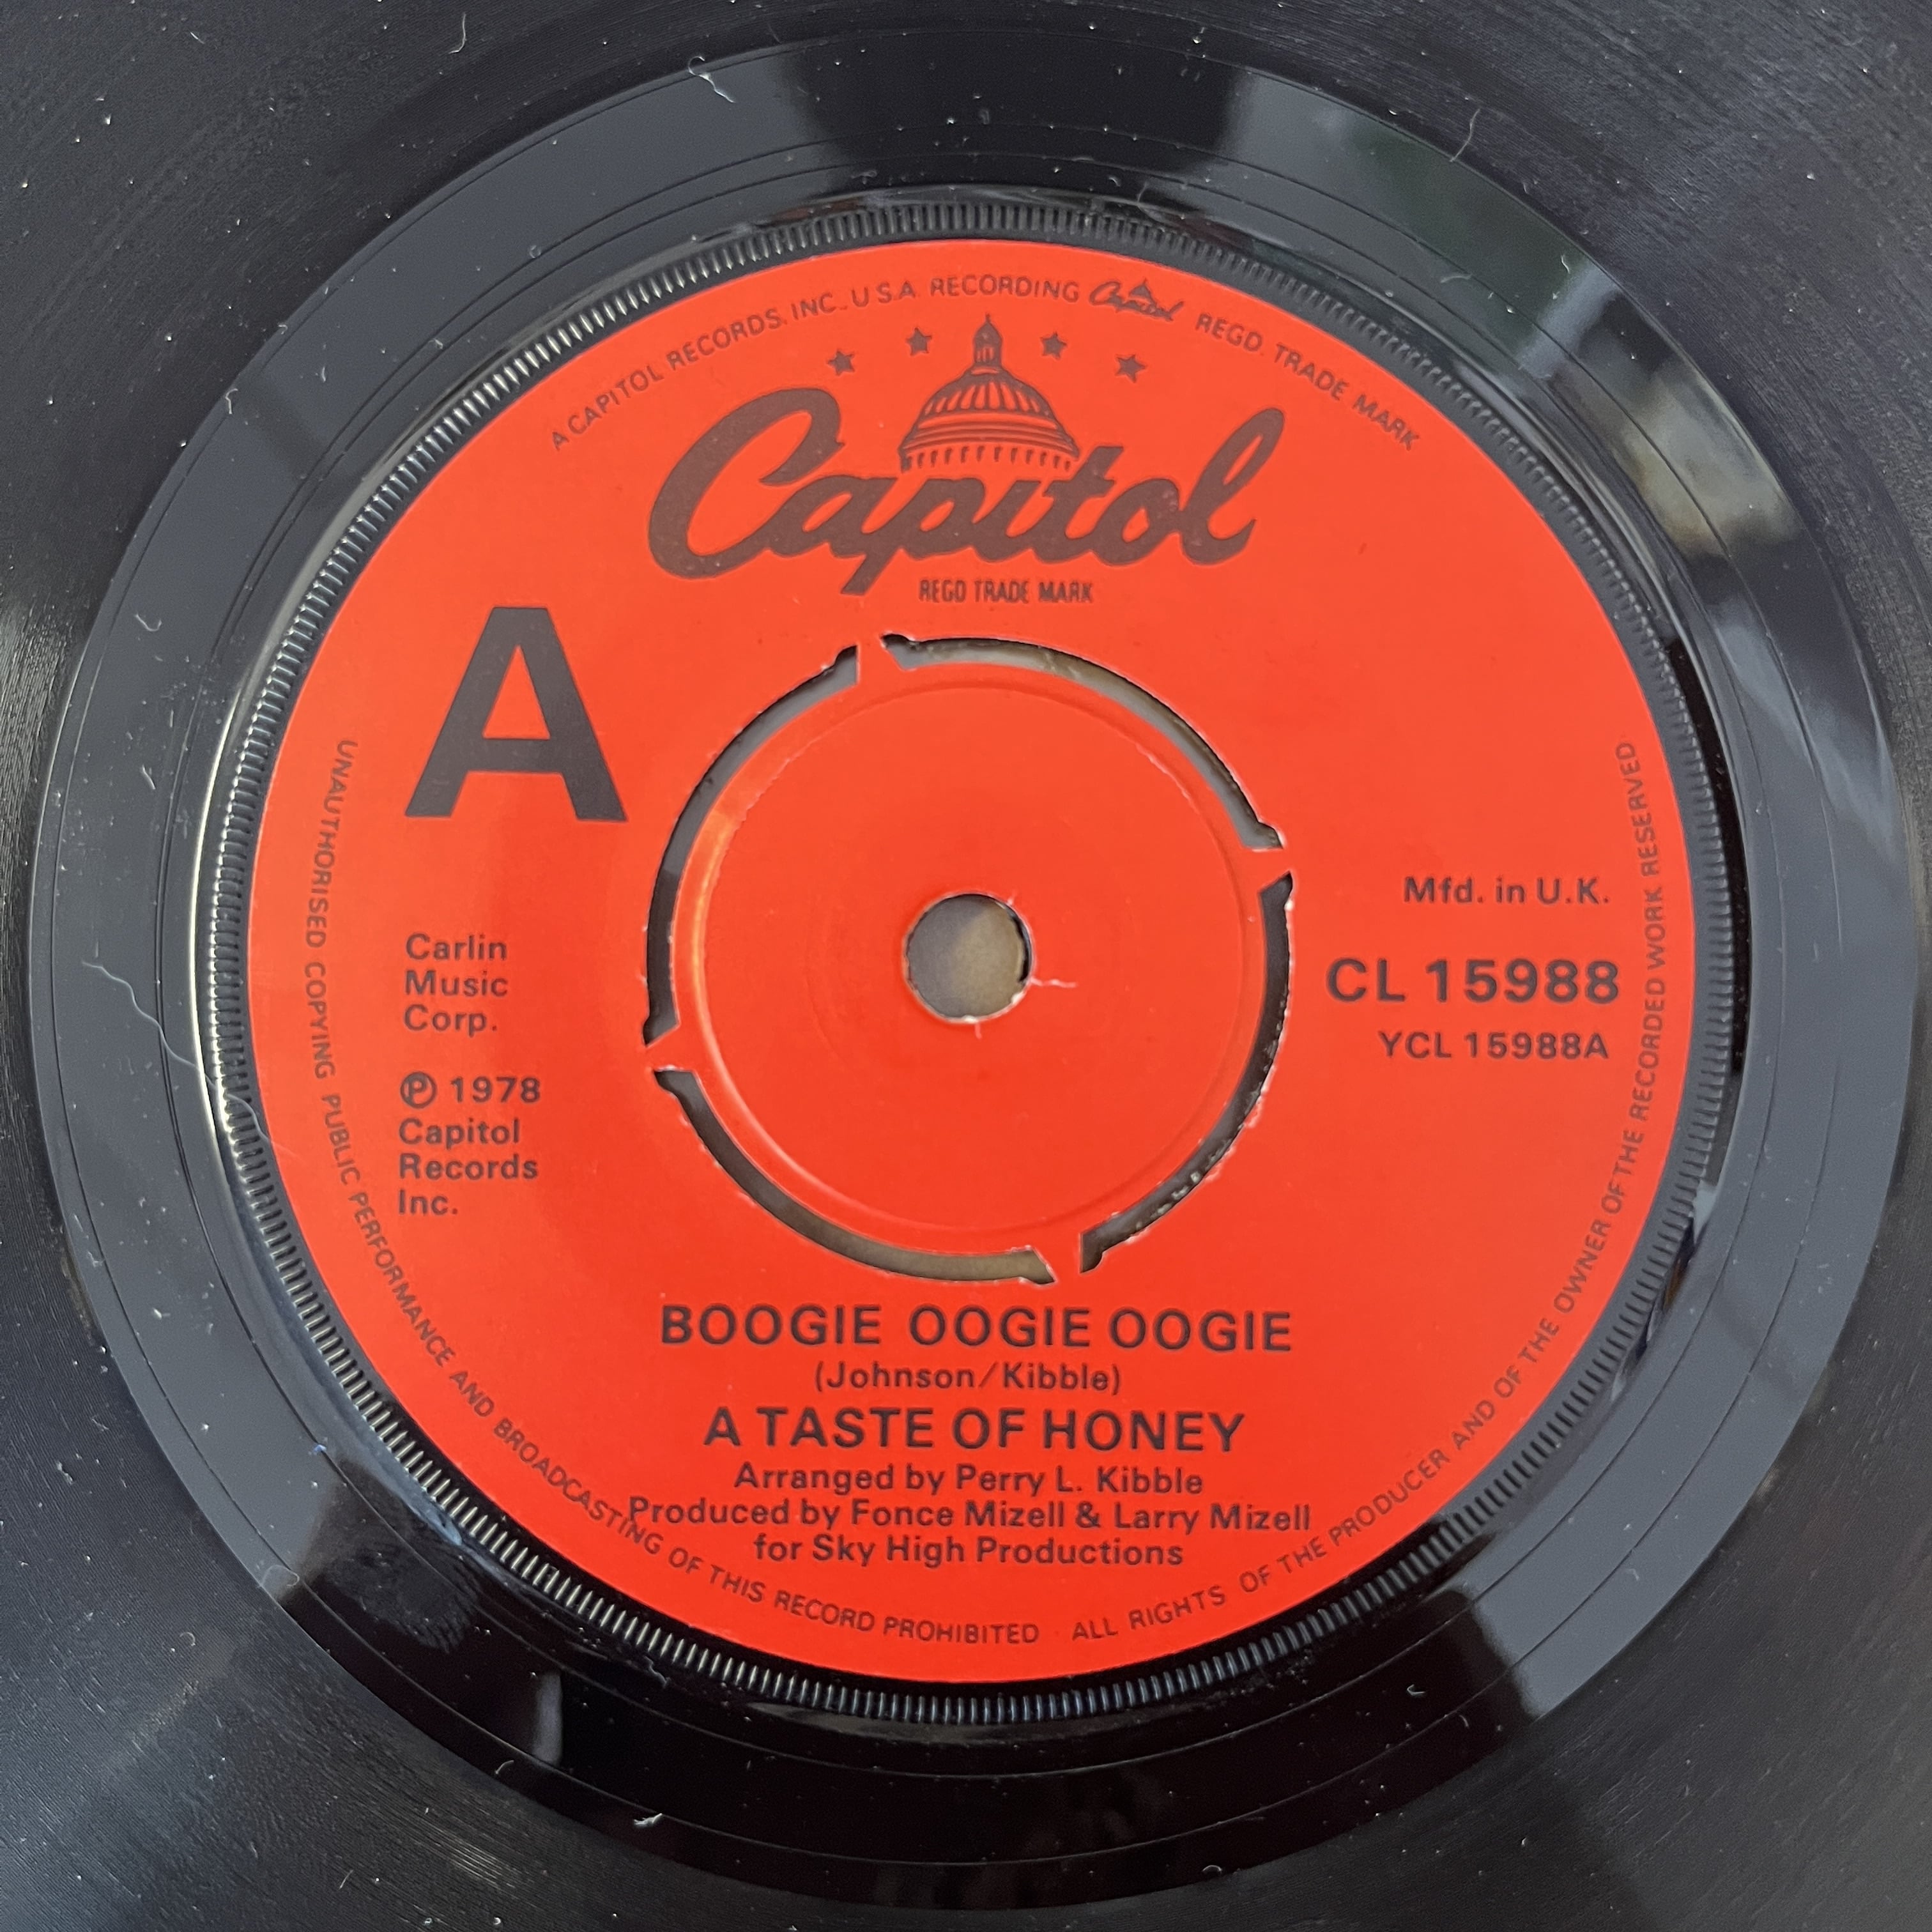 A CAPITOL RECORDS. INC., U S A. RECORDING Capitol REGD. TRADE MARK
Capitol
REGD TRADE MARK
A
Mfd. in U.K.
CL 15988
YCL 15988A
Carlin
Music
Corp.
℗ 1978
Capitol
Records
Inc.
BOOGIE OOGIE OOGIE
(Johnson/Kibble)
A TASTE OF HONEY
Arranged by Perry L. Kibble
Produced by Fonce Mizell & Larry Mizell
for Sky High Productions
UNAUTHORISED COPYING PUBLIC PERFORMANCE AND BROADCASTING OF THIS RECORD PROHIBITED · ALL RIGHTS OF THE PRODUCER AND OF THE OWNER OF THE RECORDED WORK RESERVED